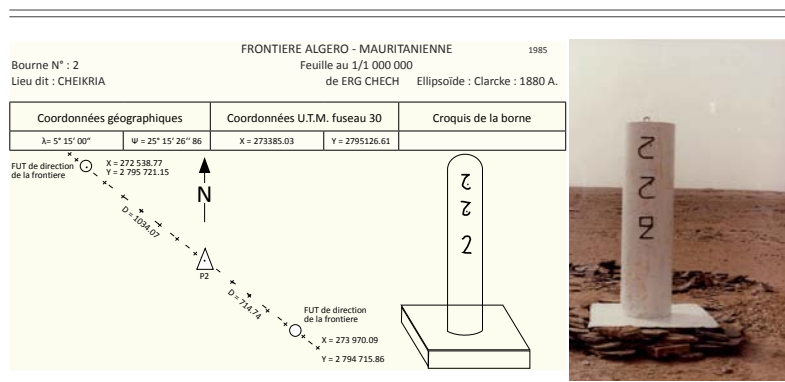 FRONTIERE ALGERO - MAURITANIENNE
1985
Bourne N° : 2
Feuille au 1/1 000 000
Lieu dit : CHEIKRIA
de ERG CHECH
Ellipsoïde : Clarcke : 1880 A.
Coordonnées géographiques
Coordonnées U.T.M. fuseau 30
Croquis de la borne
λ= 5° 15' 00"
Ψ = 25° 15' 26'' 86
X = 273385.03
Y = 2795126.61
FUT de direction
de la frontiere
X = 272 538.77
Y = 2 795 721.15
N
D = 1034.07
P2
D = 714.74
FUT de direction
de la frontiere
X = 273 970.09
Y = 2 794 715.86
2